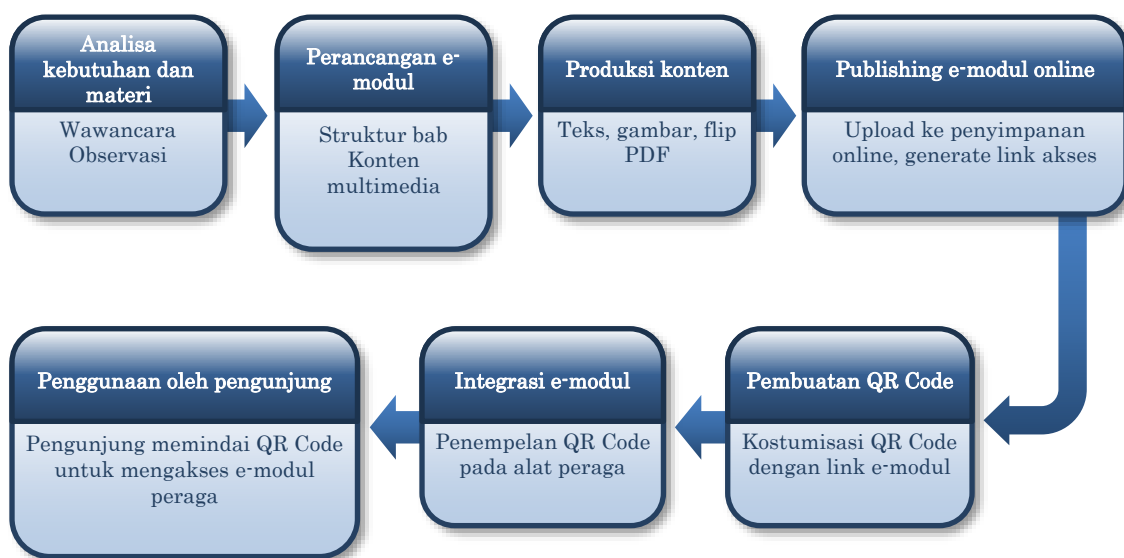 Analisa
kebutuhan dan
materi
Wawancara
Observasi
Perancangan e-
modul
Struktur bab
Konten
multimedia
Produksi konten
Teks, gambar, flip
PDF
Publishing e-modul online
Upload ke penyimpanan
online, generate link akses
Pembuatan QR Code
Kostumisasi QR Code
dengan link e-modul
Integrasi e-modul
Penempelan QR Code
pada alat peraga
Penggunaan oleh pengunjung
Pengunjung memindai QR Code
untuk mengakses e-modul
peraga